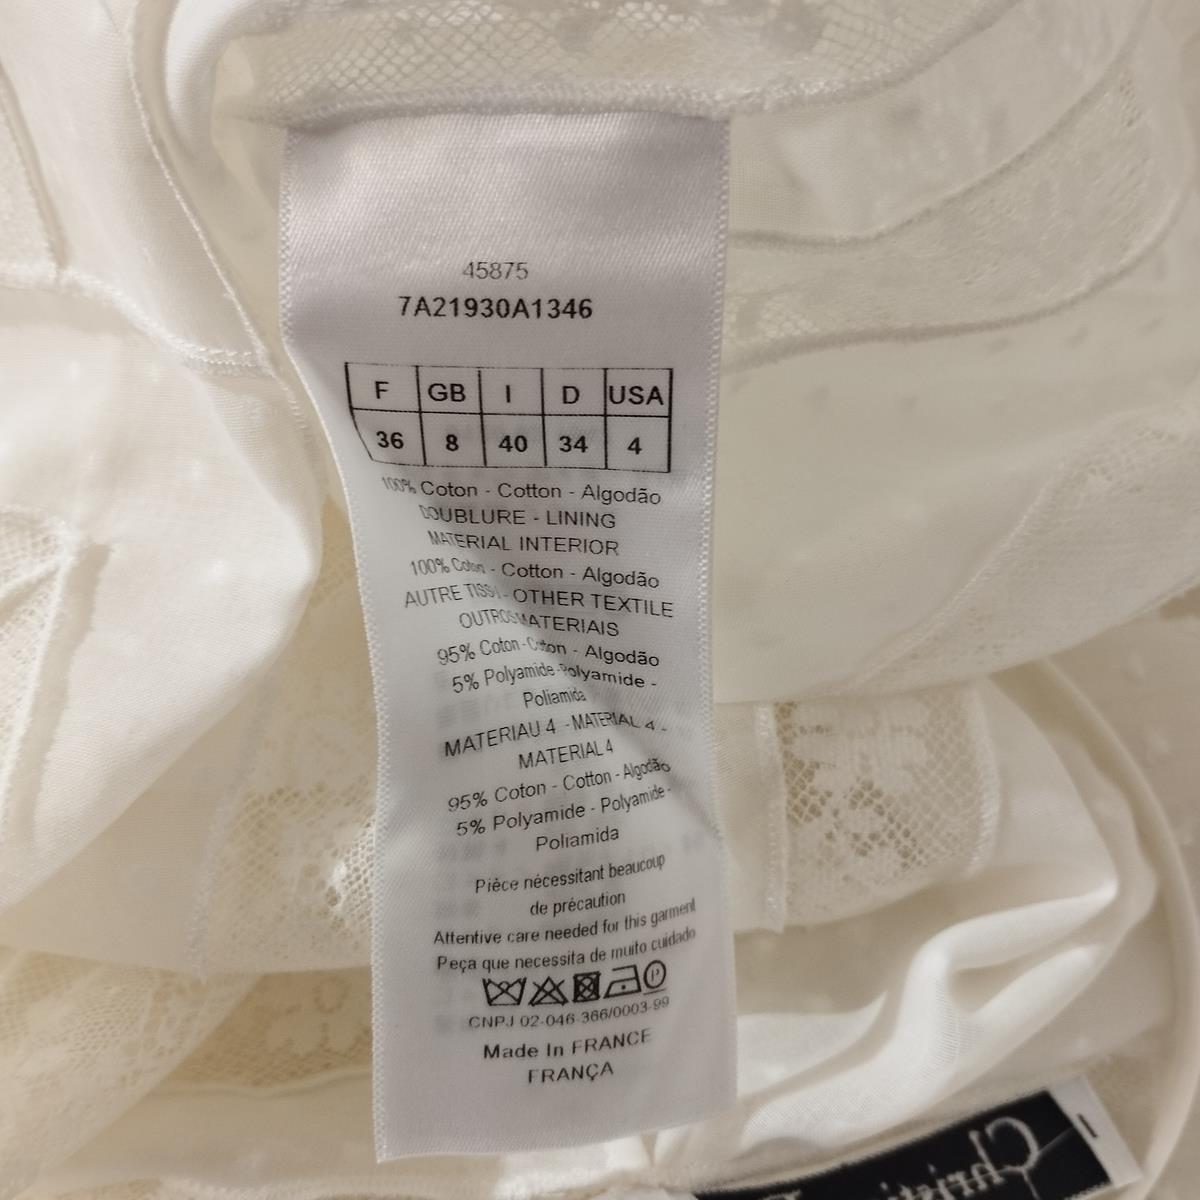 45875
7A21930A1346
F GB I D USA
36 8 40 34 4
100% Coton - Cotton - Algodão
DOUBLURE - LINING
MATERIAL INTERIOR
100% Coton - Cotton - Algodão
AUTRE TISSU - OTHER TEXTILE
OUTROS MATERIAIS
95% Coton - Cotton - Algodão
5% Polyamide - Polyamide -
Poliamida
MATERIAU 4 - MATERIAL 4 -
MATERIAL 4
95% Coton - Cotton - Algodão
5% Polyamide - Polyamide -
Poliamida
Pièce nécessitant beaucoup
de précaution
Attentive care needed for this garment
Peça que necessita de muito cuidado
P
CNPJ 02-046-366/0003-99
Made In FRANCE
FRANÇA